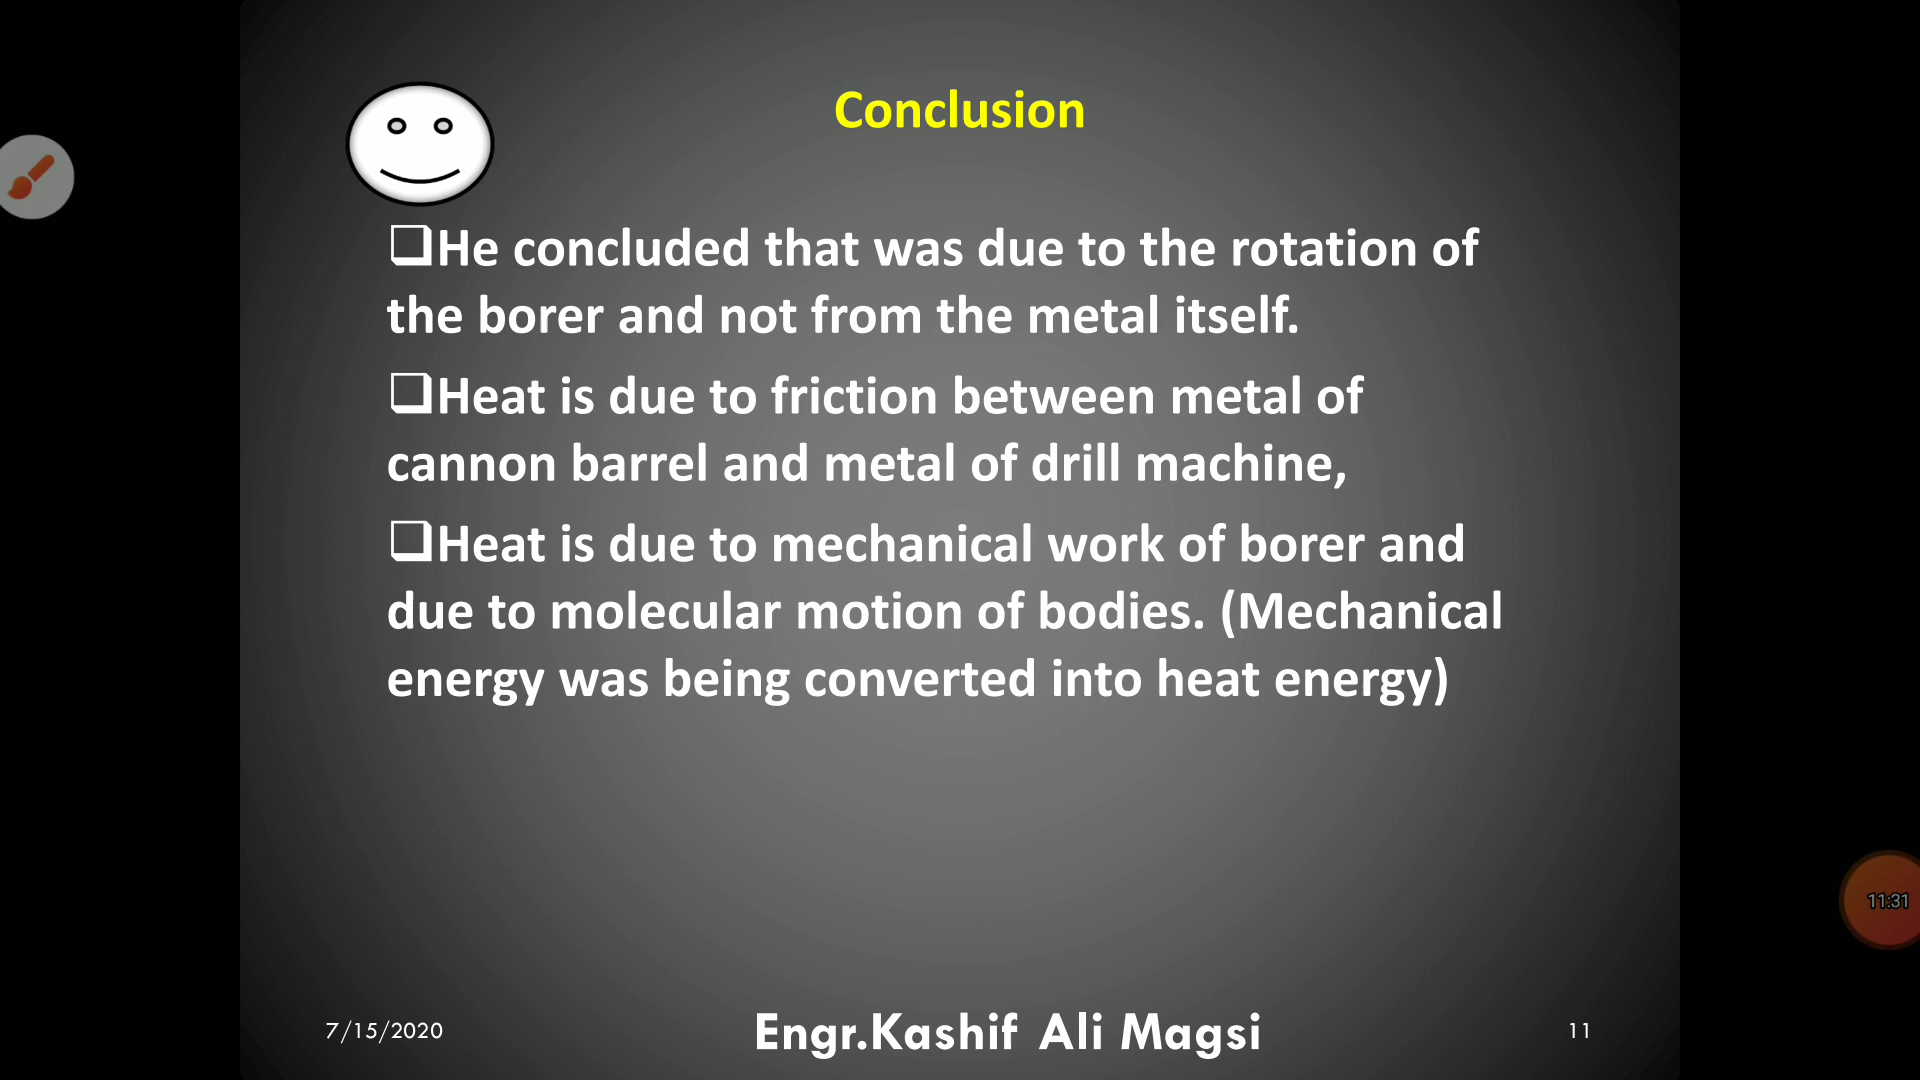 Conclusion
❑He concluded that was due to the rotation of
the borer and not from the metal itself.
❑Heat is due to friction between metal of
cannon barrel and metal of drill machine,
❑Heat is due to mechanical work of borer and
due to molecular motion of bodies. (Mechanical
energy was being converted into heat energy)
11:31
7/15/2020
Engr.Kashif Ali Magsi
11